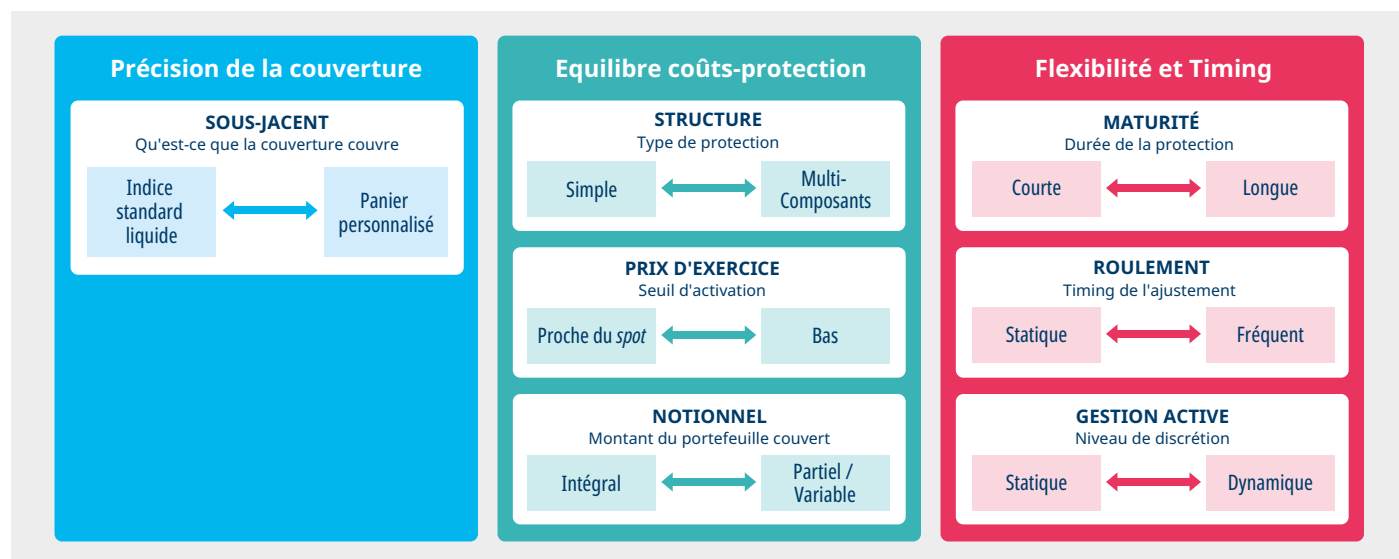 Précision de la couverture
SOUS-JACENT
Qu'est-ce que la couverture couvre
Indice
standard
liquide
Panier
personnalisé
Equilibre coûts-protection
STRUCTURE
Type de protection
Simple
Multi-
Composants
PRIX D'EXERCICE
Seuil d'activation
Proche du spot
Bas
NOTIONNEL
Montant du portefeuille couvert
Intégral
Partiel /
Variable
Flexibilité et Timing
MATURITÉ
Durée de la protection
Courte
Longue
ROULEMENT
Timing de l'ajustement
Statique
Fréquent
GESTION ACTIVE
Niveau de discrétion
Statique
Dynamique